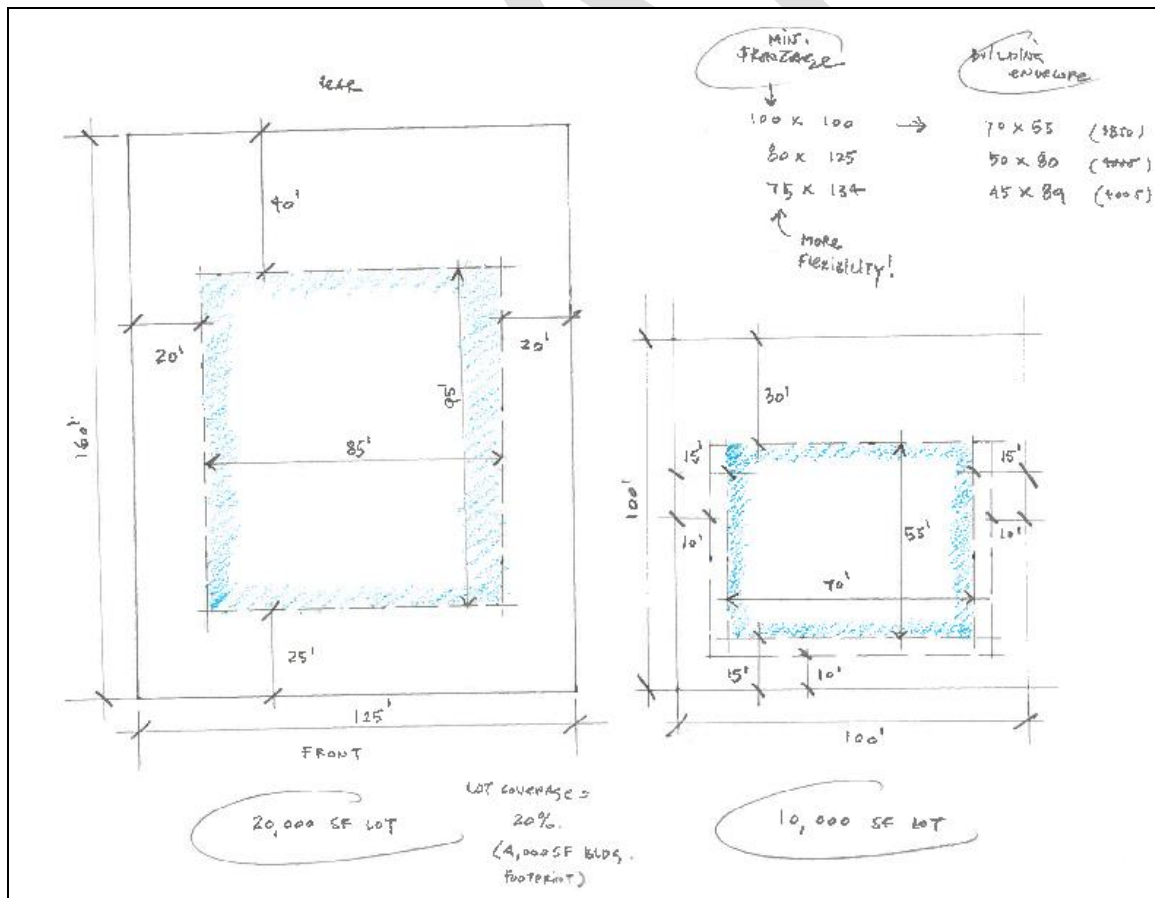 REAR
40'
20'
20'
160'
95'
85'
25'
125'
FRONT
20,000 SF LOT
LOT COVERAGE =
20%.
(4,000 SF BLDG.
FOOTPRINT)
MIN.
FRONTAGE
BUILDING
ENVELOPE
100 x 100 → 70 x 55 (3850)
80 x 125 50 x 80 (4000)
75 x 134 45 x 89 (4005)
MORE
FLEXIBILITY!
30'
15'
15'
100'
10'
10'
55'
70'
15'
10'
100'
10,000 SF LOT